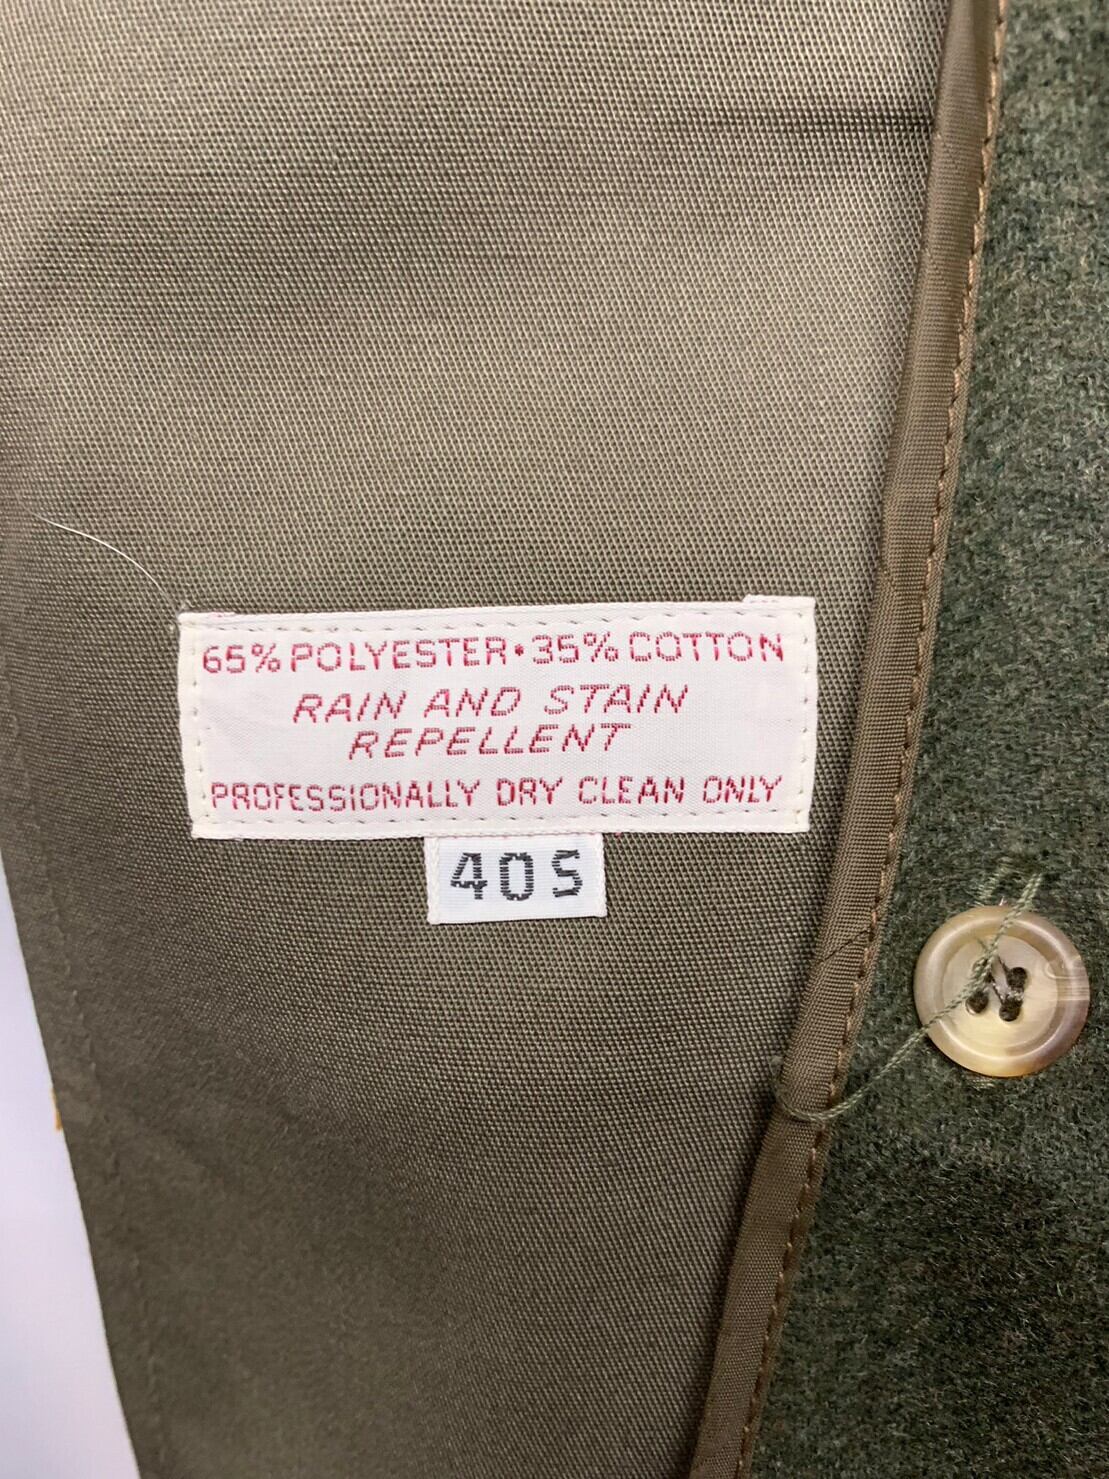 65% POLYESTER • 35% COTTON
RAIN AND STAIN
REPELLENT
PROFESSIONALLY DRY CLEAN ONLY
40S